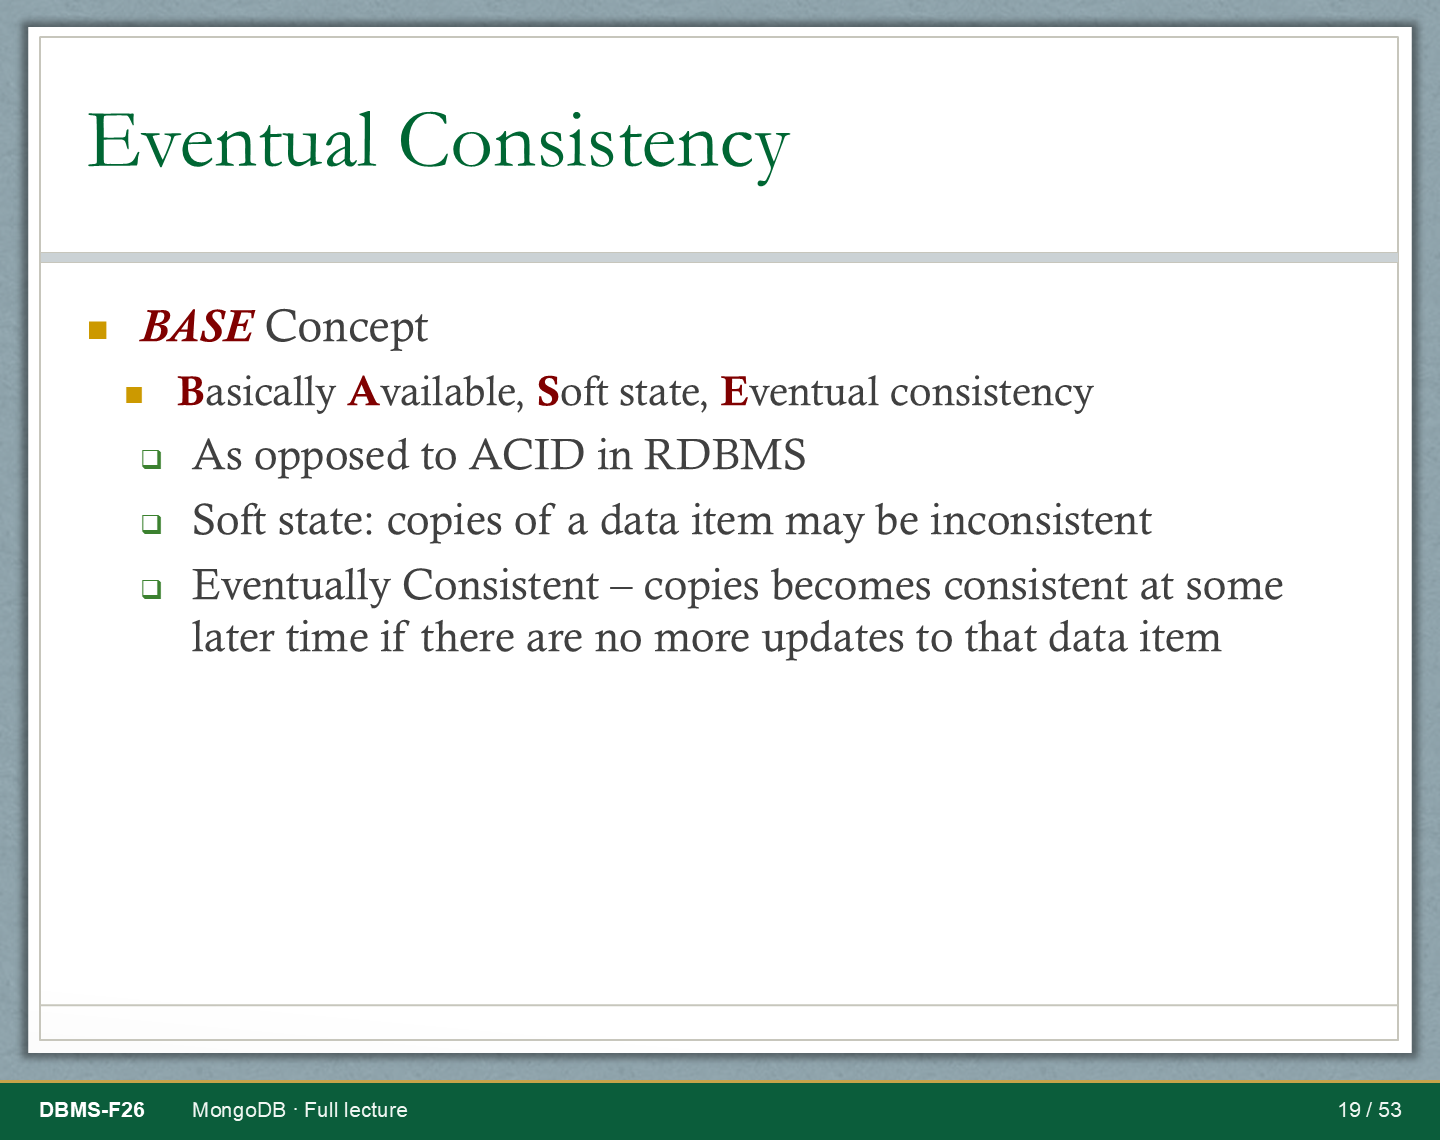 Eventual Consistency
BASE Concept
Basically Available, Soft state, Eventual consistency
As opposed to ACID in RDBMS
Soft state: copies of a data item may be inconsistent
Eventually Consistent – copies becomes consistent at some
later time if there are no more updates to that data item
DBMS-F26 MongoDB · Full lecture 19 / 53